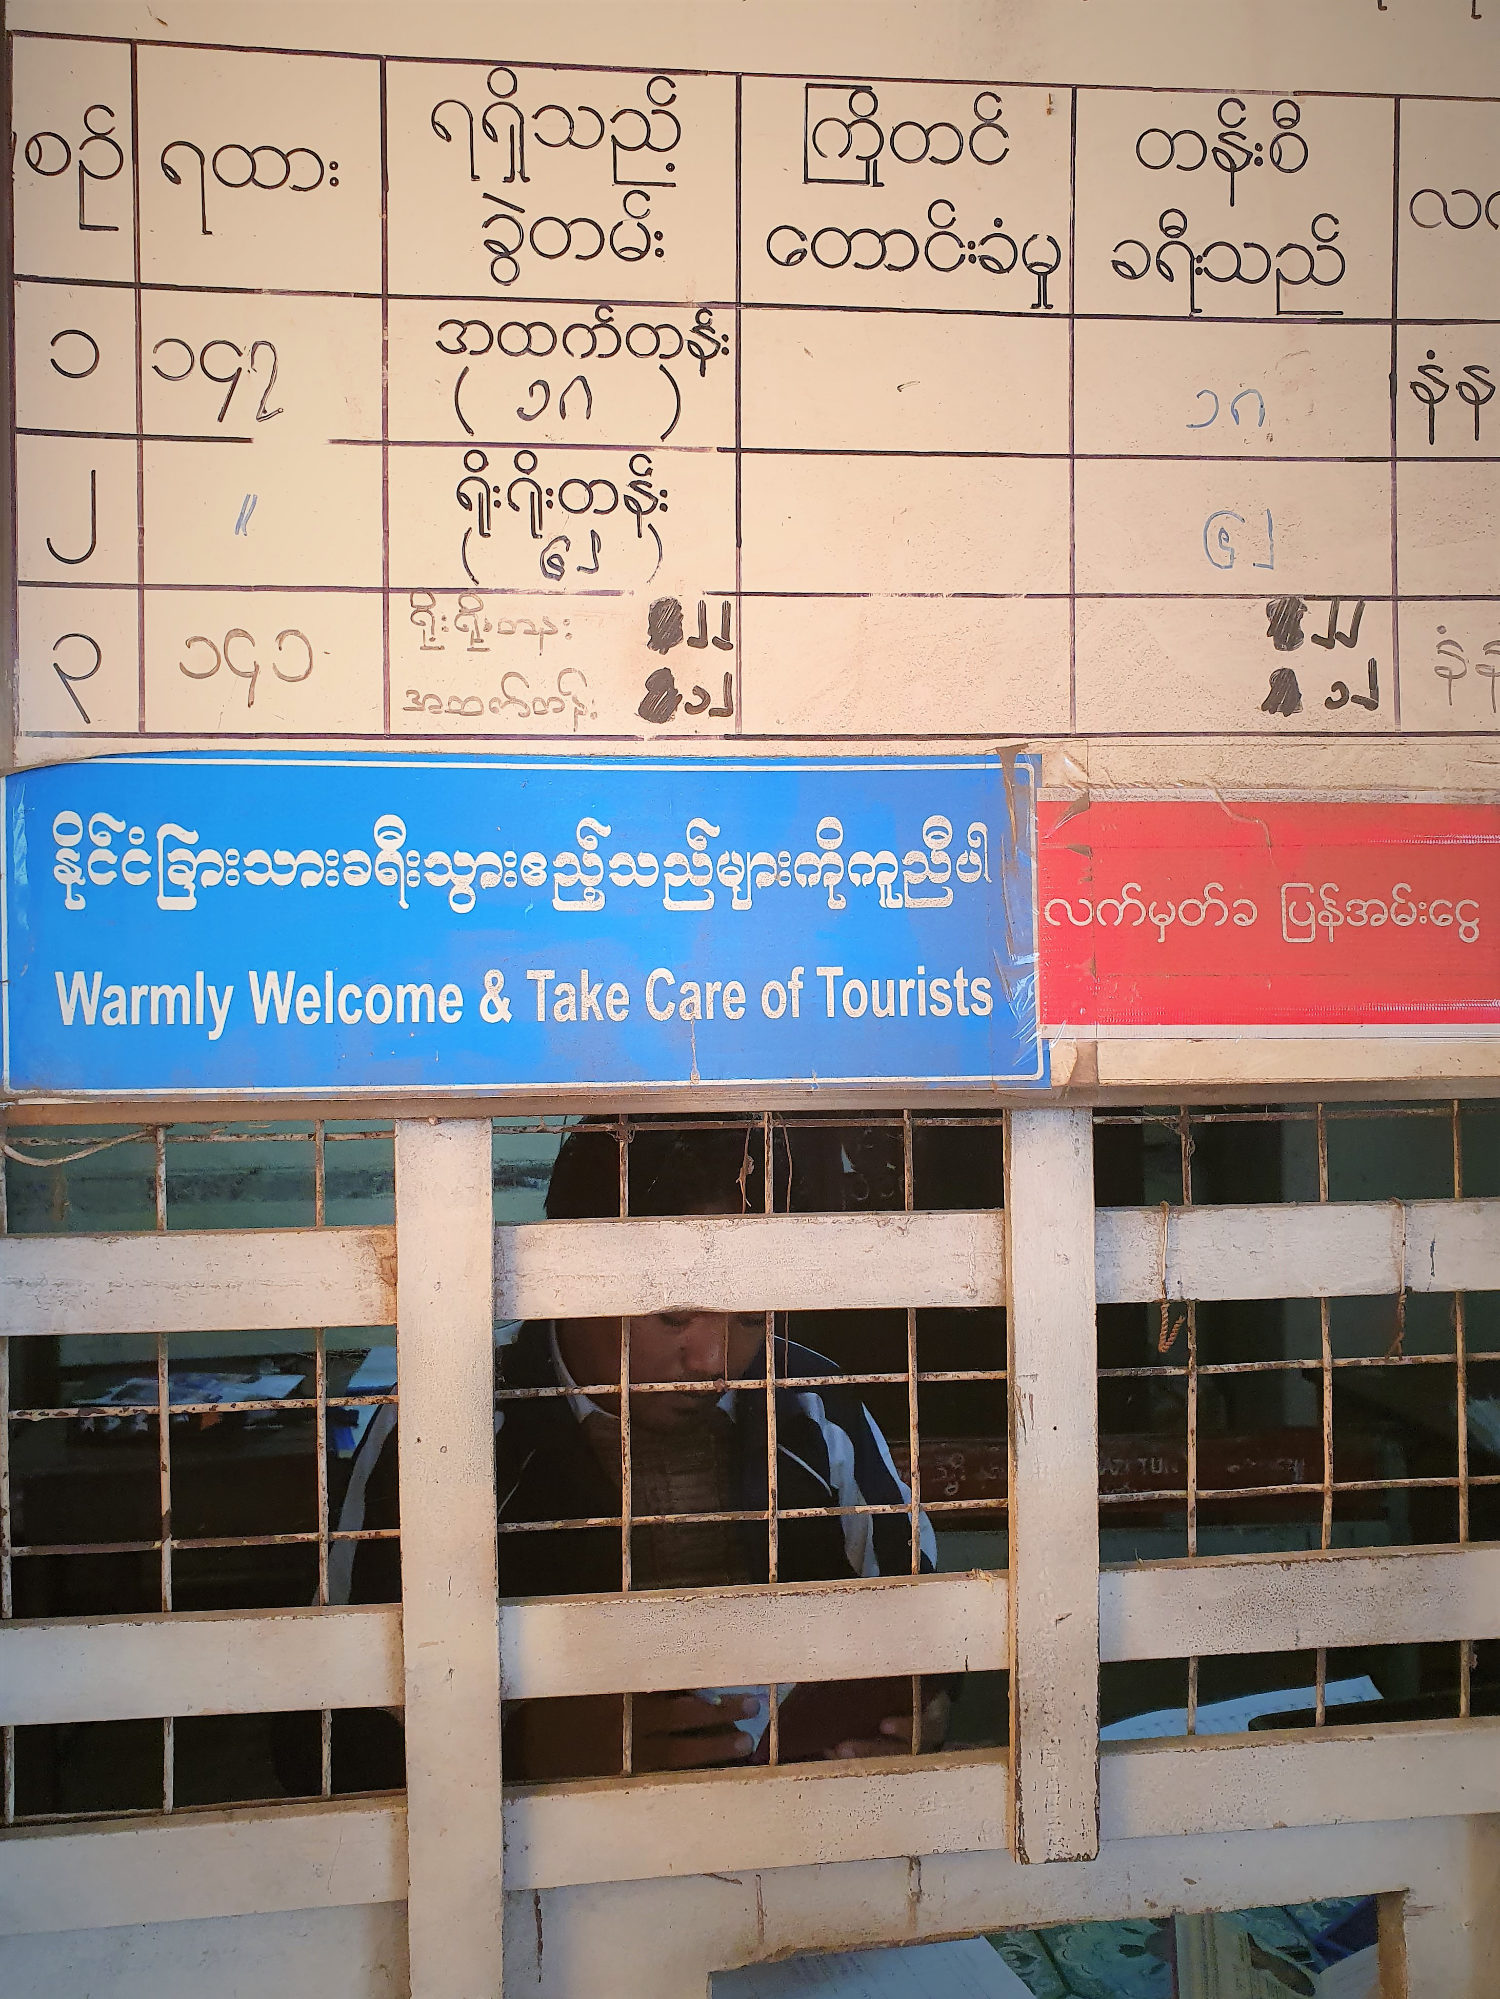 စဉ် ရထား ရရှိသည့် ကြိုတင် တန်းစီ
ခွဲတမ်း တောင်းခံမှု ခရီးသည်
၁ ၁၄၇ အထက်တန်း
( ၁၈ ) ၁၈
၂ " ရိုးရိုးတန်း
( ၆၂ ) ၆၂
၃ ၁၄၁ ရိုးရိုးတန်း ၂၂ ၂၂
အထက်တန်း ၁၂ ၁၂
နိုင်ငံခြားသားခရီးသွားဧည့်သည်များကိုကူညီပါ
Warmly Welcome & Take Care of Tourists
လက်မှတ်ခ ပြန်အမ်းငွေ